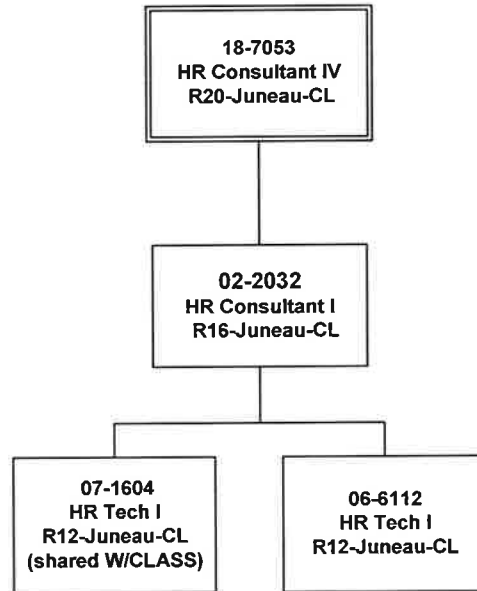 18-7053
HR Consultant IV
R20-Juneau-CL
02-2032
HR Consultant I
R16-Juneau-CL
07-1604
HR Tech I
R12-Juneau-CL
(shared W/CLASS)
06-6112
HR Tech I
R12-Juneau-CL